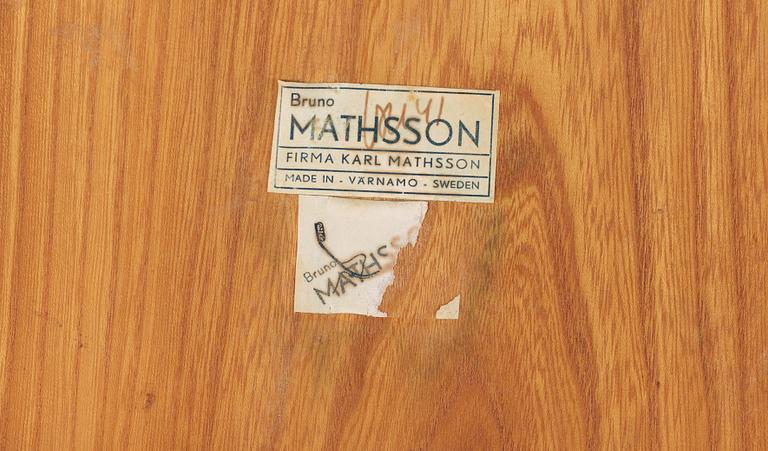 Bruno
MATHSSON
FIRMA KARL MATHSSON
MADE IN - VÄRNAMO - SWEDEN
Bruno
MATHSS